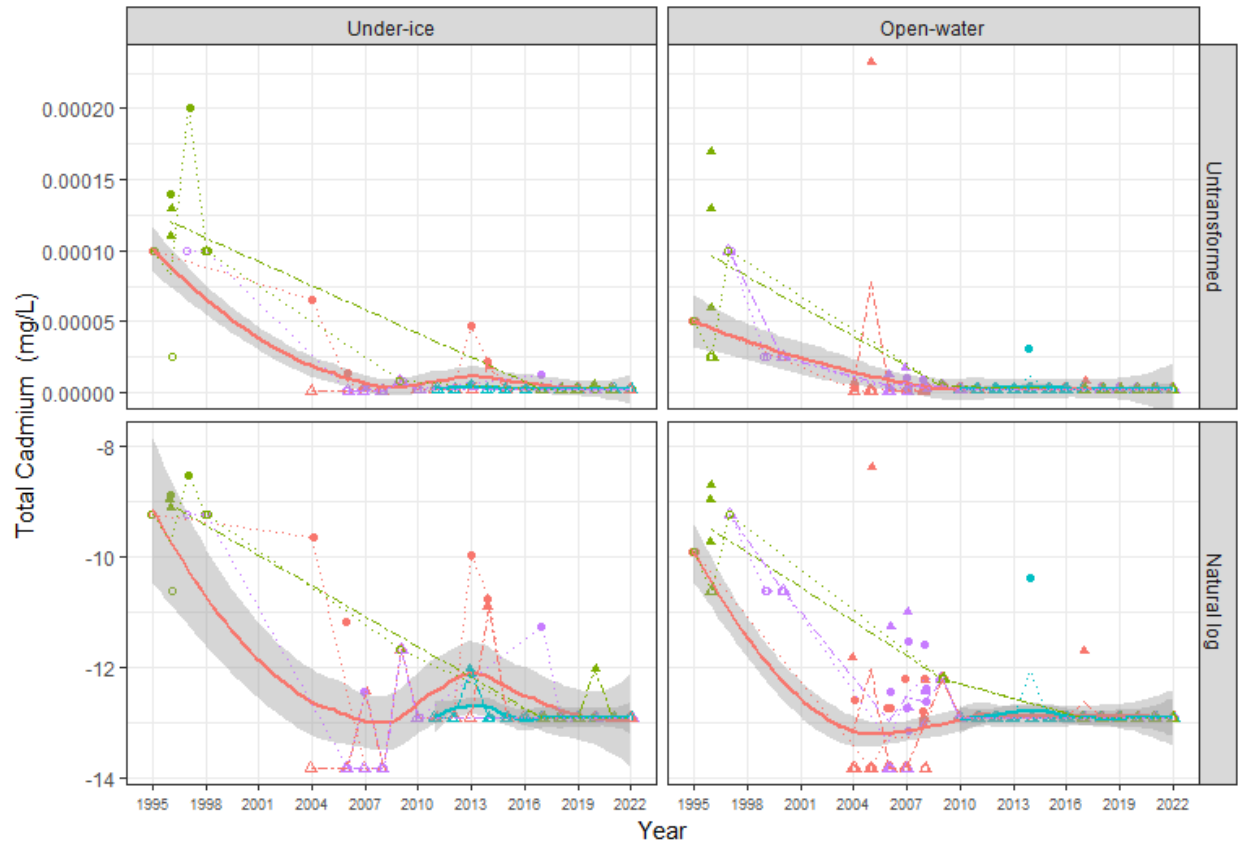 Under-ice Open-water
0.00020
0.00015
0.00010
0.00005
0.00000
Untransformed
Total Cadmium (mg/L)
-8
-10
-12
-14
Natural log
1995 1998 2001 2004 2007 2010 2013 2016 2019 2022 1995 1998 2001 2004 2007 2010 2013 2016 2019 2022
Year